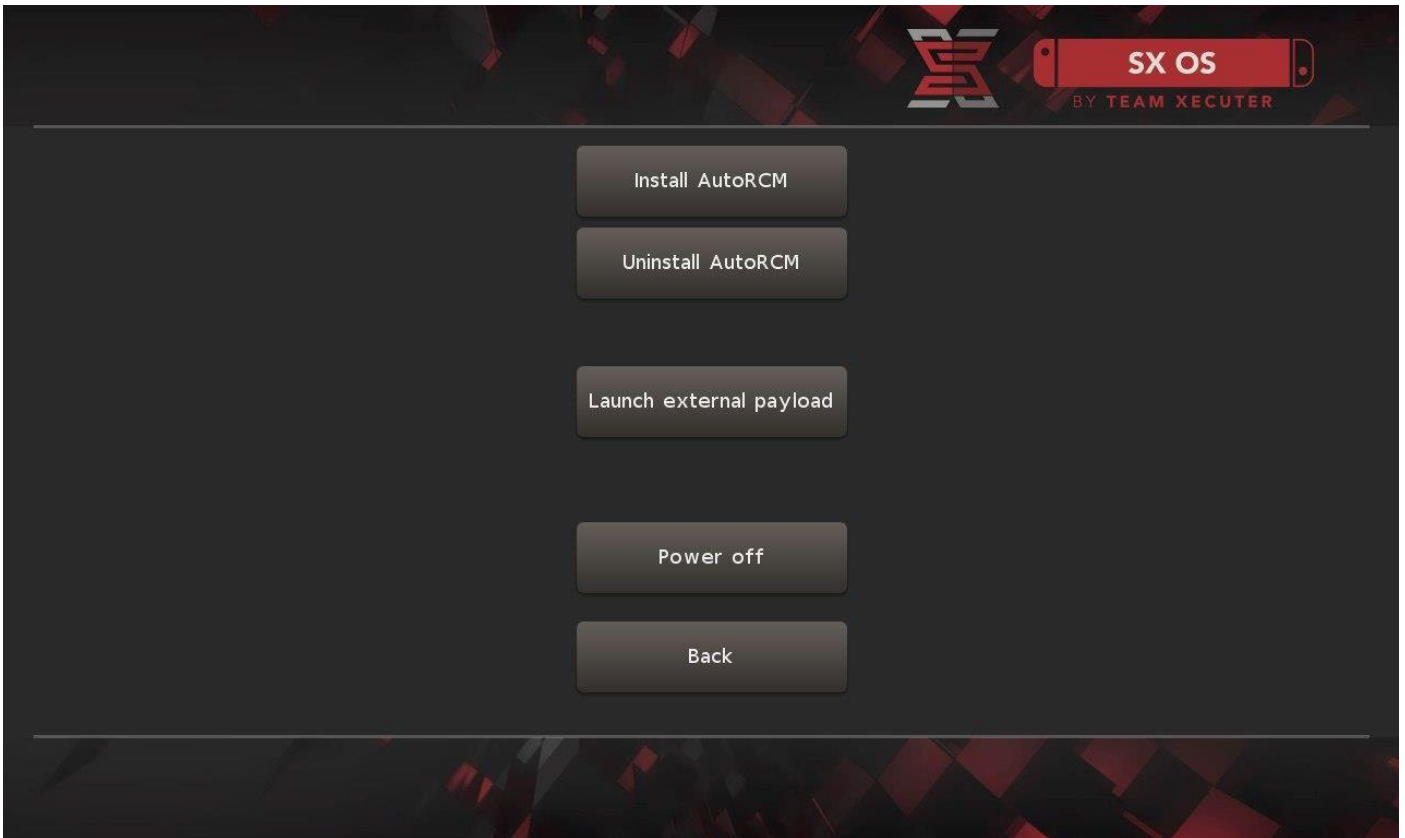 SX OS
BY TEAM XECUTER
Install AutoRCM
Uninstall AutoRCM
Launch external payload
Power off
Back